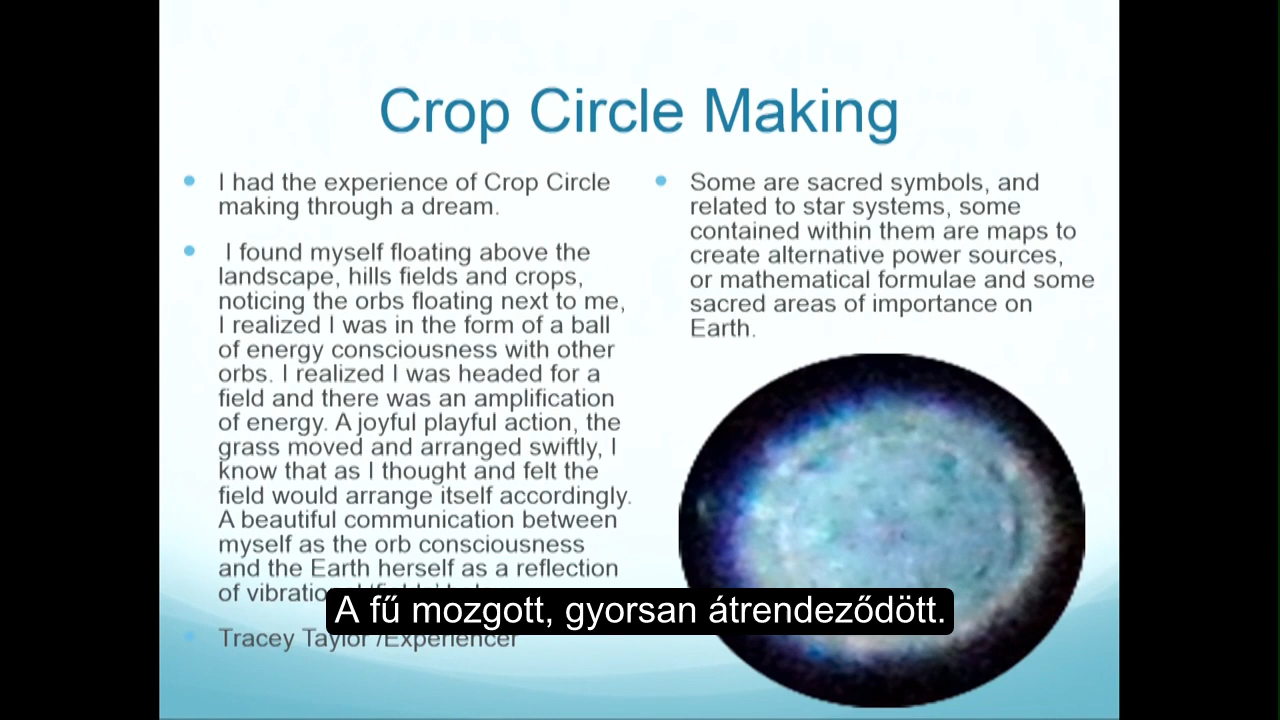 Crop Circle Making
I had the experience of Crop Circle
making through a dream.
I found myself floating above the
landscape, hills fields and crops,
noticing the orbs floating next to me,
I realized I was in the form of a ball
of energy consciousness with other
orbs. I realized I was headed for a
field and there was an amplification
of energy. A joyful playful action, the
grass moved and arranged swiftly, I
know that as I thought and felt the
field would arrange itself accordingly.
A beautiful communication between
myself as the orb consciousness
and the Earth herself as a reflection
of
Tracey Taylor /Experiencer
Some are sacred symbols, and
related to star systems, some
contained within them are maps to
create alternative power sources,
or mathematical formulae and some
sacred areas of importance on
Earth.
A fű mozgott, gyorsan átrendeződött.